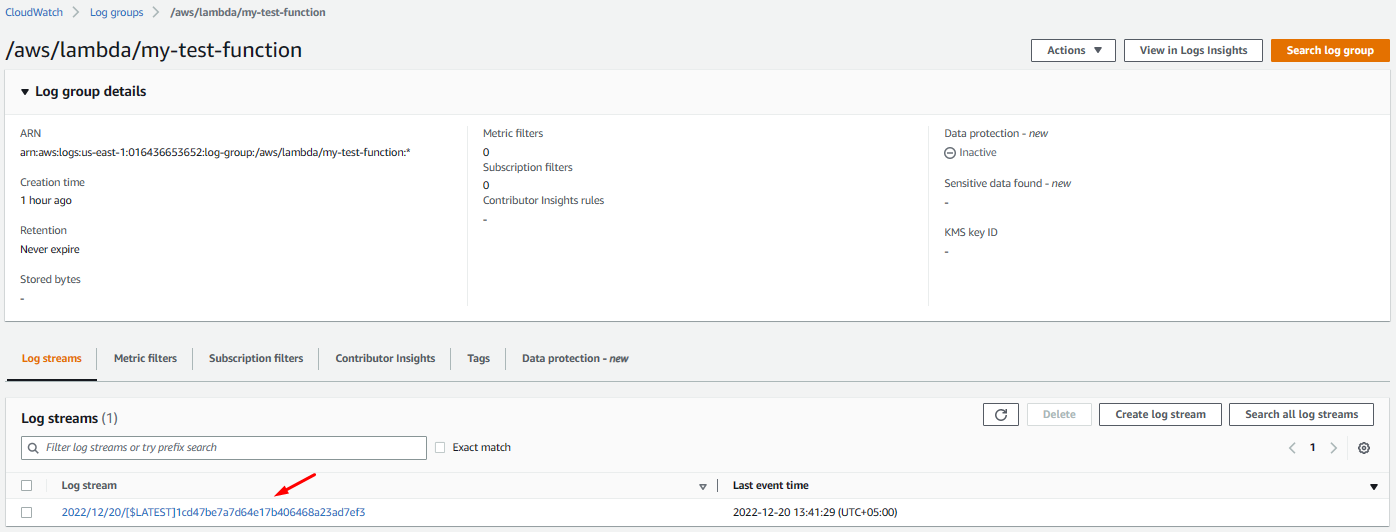 CloudWatch > Log groups > /aws/lambda/my-test-function
/aws/lambda/my-test-function
Actions
View in Logs Insights
Search log group
Log group details
ARN
arn:aws:logs:us-east-1:016436653652:log-group:/aws/lambda/my-test-function:*
Creation time
1 hour ago
Retention
Never expire
Stored bytes
-
Metric filters
0
Subscription filters
0
Contributor Insights rules
-
Data protection - new
Inactive
Sensitive data found - new
-
KMS key ID
-
Log streams
Metric filters
Subscription filters
Contributor Insights
Tags
Data protection - new
Log streams (1)
Delete
Create log stream
Search all log streams
Filter log streams or try prefix search
Exact match
1
Log stream
Last event time
2022/12/20/[$LATEST]1cd47be7a7d64e17b406468a23ad7ef3
2022-12-20 13:41:29 (UTC+05:00)